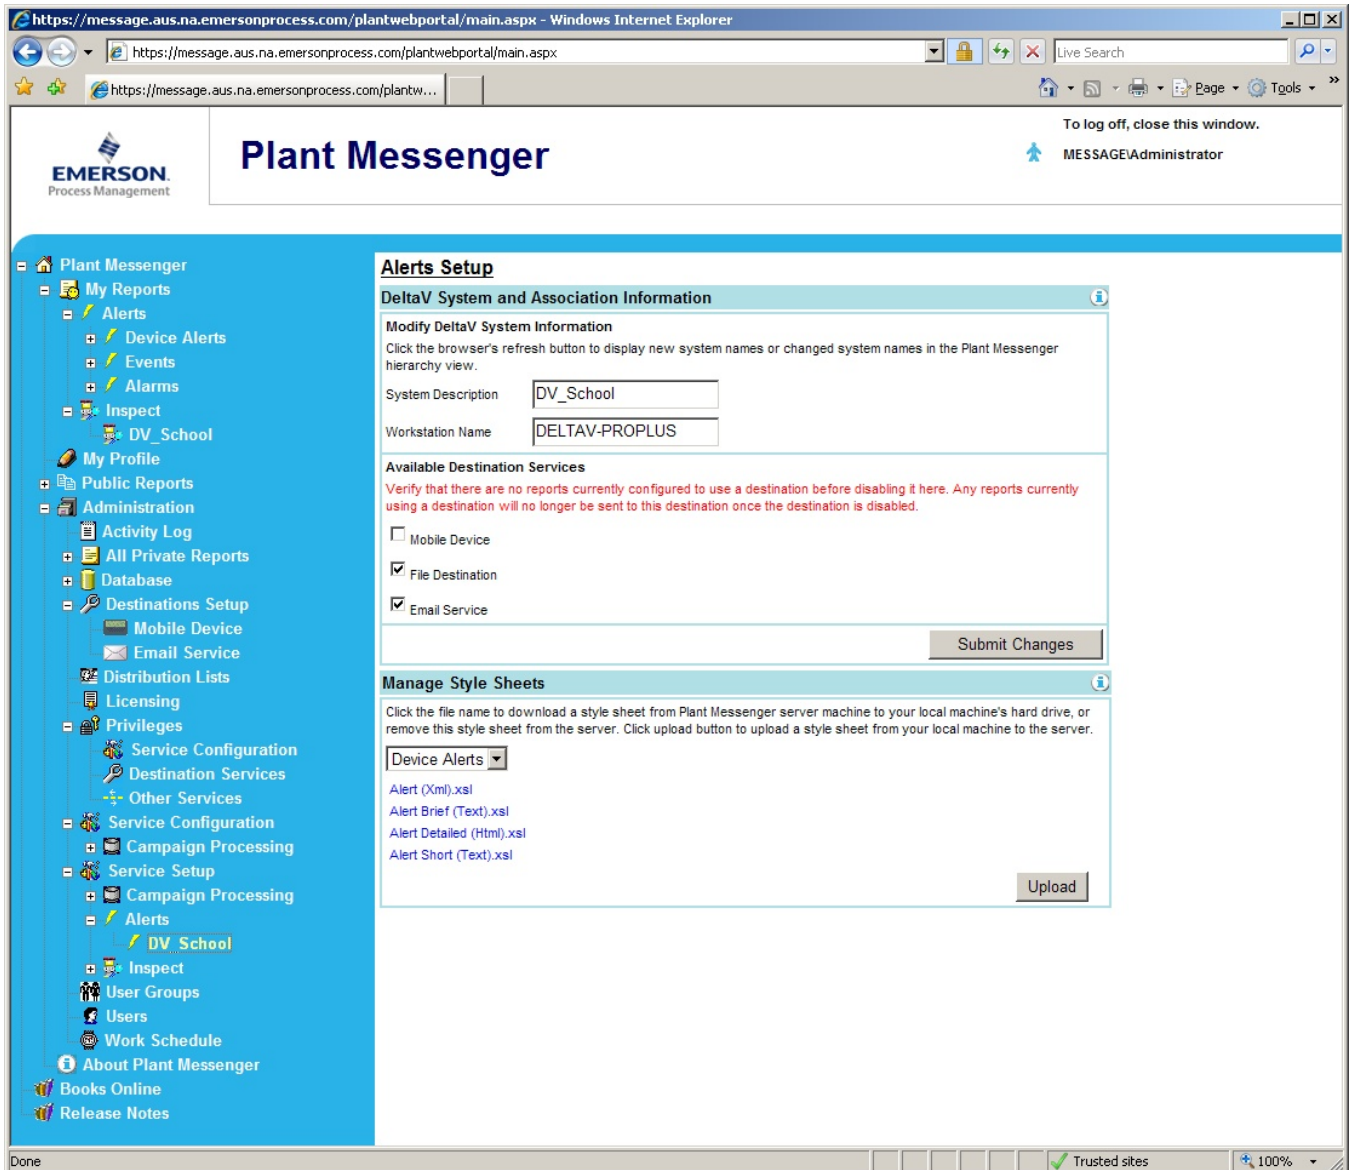 https://message.aus.na.emersonprocess.com/plantwebportal/main.aspx - Windows Internet Explorer
https://message.aus.na.emersonprocess.com/plantwebportal/main.aspx
Live Search
https://message.aus.na.emersonprocess.com/plantw...
Page
Tools
»
EMERSON.
Process Management
Plant Messenger
To log off, close this window.
MESSAGE\Administrator
Plant Messenger
My Reports
Alerts
Device Alerts
Events
Alarms
Inspect
DV_School
My Profile
Public Reports
Administration
Activity Log
All Private Reports
Database
Destinations Setup
Mobile Device
Email Service
Distribution Lists
Licensing
Privileges
Service Configuration
Destination Services
Other Services
Service Configuration
Campaign Processing
Service Setup
Campaign Processing
Alerts
DV_School
Inspect
User Groups
Users
Work Schedule
About Plant Messenger
Books Online
Release Notes
Alerts Setup
DeltaV System and Association Information
Modify DeltaV System Information
Click the browser's refresh button to display new system names or changed system names in the Plant Messenger
hierarchy view.
System Description DV_School
Workstation Name DELTAV-PROPLUS
Available Destination Services
Verify that there are no reports currently configured to use a destination before disabling it here. Any reports currently
using a destination will no longer be sent to this destination once the destination is disabled.
Mobile Device
File Destination
Email Service
Submit Changes
Manage Style Sheets
Click the file name to download a style sheet from Plant Messenger server machine to your local machine's hard drive, or
remove this style sheet from the server. Click upload button to upload a style sheet from your local machine to the server.
Device Alerts
Alert (Xml).xsl
Alert Brief (Text).xsl
Alert Detailed (Html).xsl
Alert Short (Text).xsl
Upload
Done
Trusted sites
100%